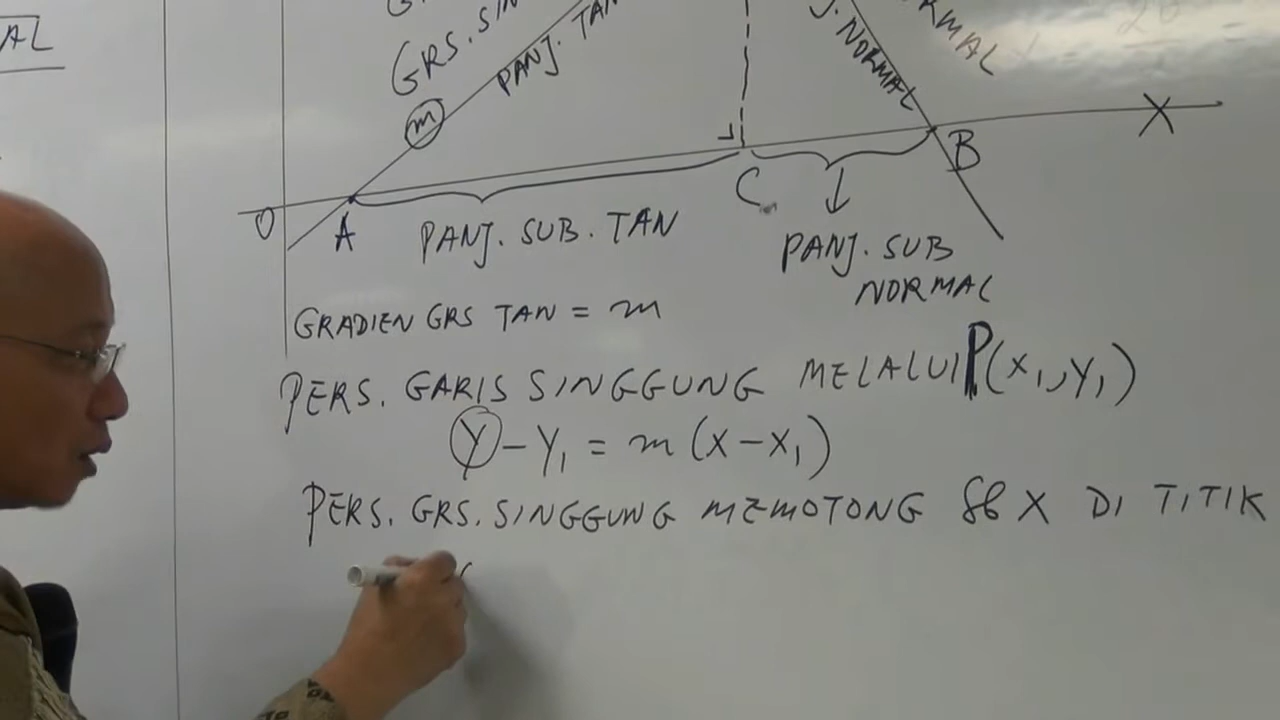 AL
GRS. SIN
PANJ. TAN
J. NORMAL
RMAL
m
X
O
A
C
B
PANJ. SUB. TAN
PANJ. SUB
NORMAL
GRADIEN GRS TAN = m
PERS. GARIS SINGGUNG MELALUI P(X₁, Y₁)
Y - Y₁ = m (X - X₁)
PERS. GRS. SINGGUNG MEMOTONG SB X DI TITIK